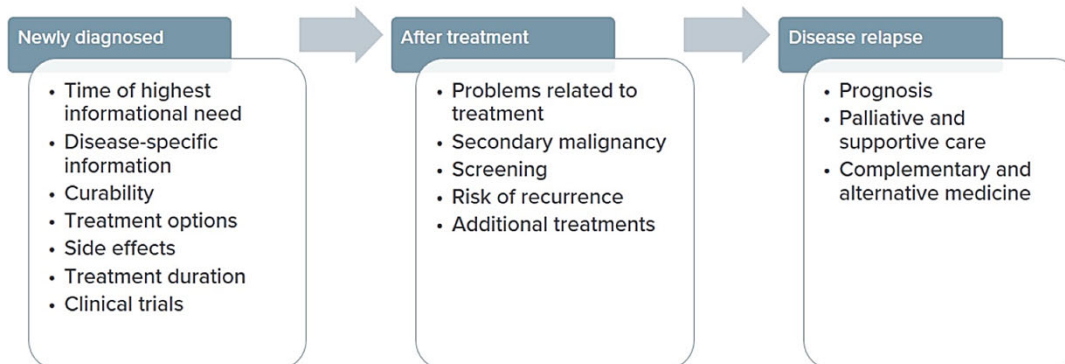 Newly diagnosed
• Time of highest
informational need
• Disease-specific
information
• Curability
• Treatment options
• Side effects
• Treatment duration
• Clinical trials
After treatment
• Problems related to
treatment
• Secondary malignancy
• Screening
• Risk of recurrence
• Additional treatments
Disease relapse
• Prognosis
• Palliative and
supportive care
• Complementary and
alternative medicine